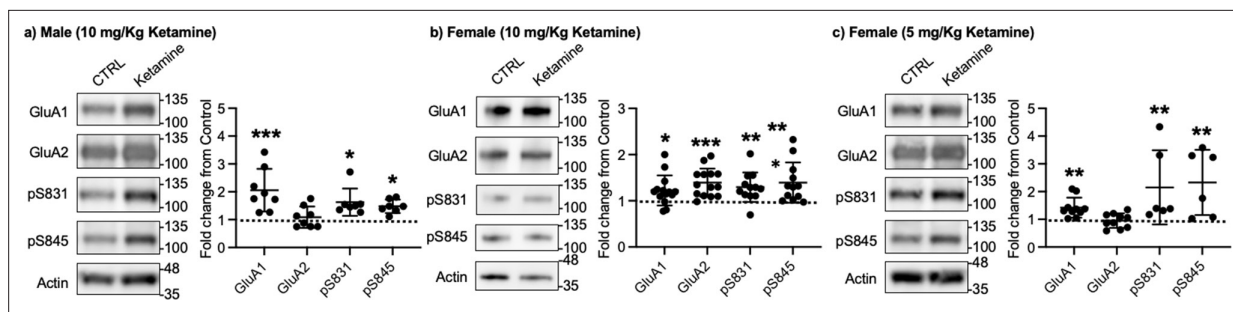 a) Male (10 mg/Kg Ketamine)
CTRL
Ketamine
GluA1
135
100
GluA2
135
100
pS831
135
100
pS845
135
100
Actin
48
35
Fold change from Control
5
4
3
2
1
0
***
*
*
GluA1
GluA2
pS831
pS845
b) Female (10 mg/Kg Ketamine)
CTRL
Ketamine
GluA1
135
100
GluA2
135
100
pS831
135
100
pS845
135
100
Actin
48
35
Fold change from Control
3
2
1
0
*
***
**
**
*
GluA1
GluA2
pS831
pS845
c) Female (5 mg/Kg Ketamine)
CTRL
Ketamine
GluA1
135
100
GluA2
135
100
pS831
135
100
pS845
135
100
Actin
48
35
Fold change from Control
5
4
3
2
1
0
**
**
**
GluA1
GluA2
pS831
pS845